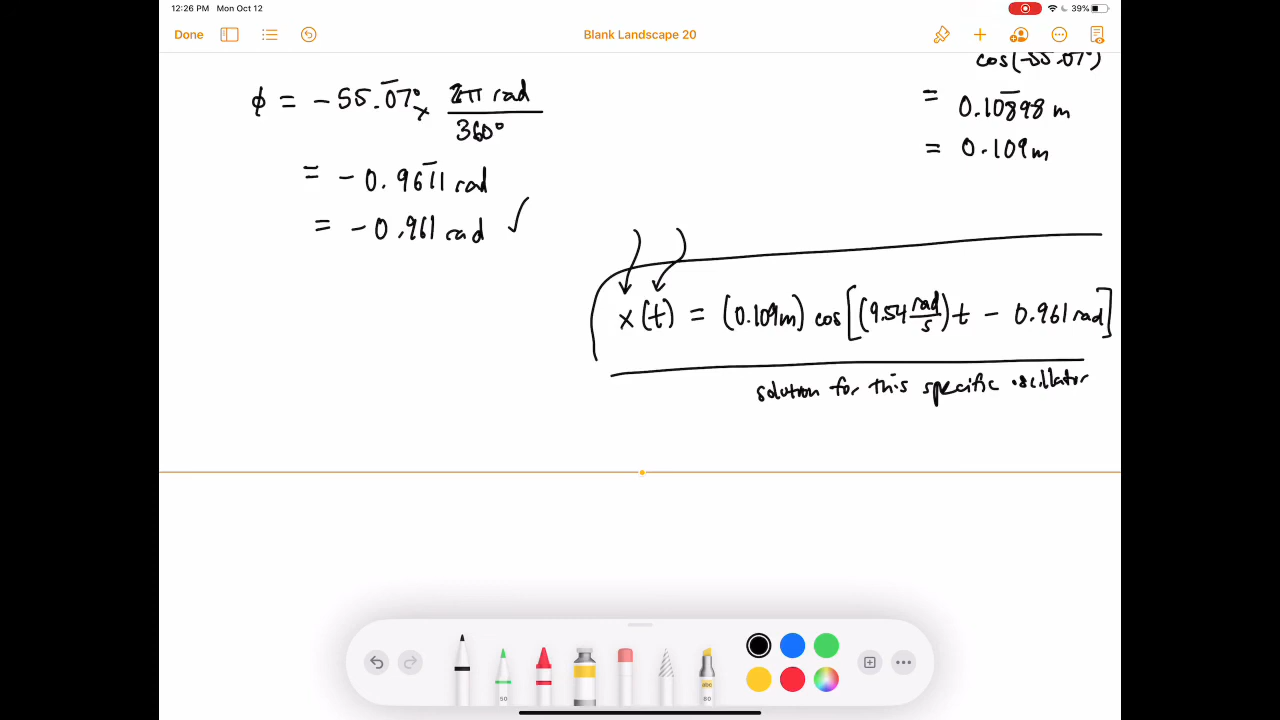 12:26 PM Mon Oct 12
39%
Done
Blank Landscape 20
cos(-55.07°)
ϕ = -55.07° × 2π rad / 360°
= 0.10898 m
= 0.109 m
= -0.9611 rad
= -0.961 rad ✓
x(t) = (0.109m) cos[(9.54 rad/s)t - 0.961 rad]
solution for this specific oscillator
50
80